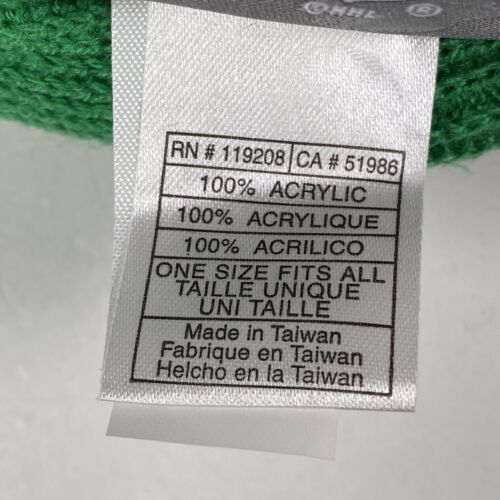 ©NHL ®
RN # 119208 CA # 51986
100% ACRYLIC
100% ACRYLIQUE
100% ACRILICO
ONE SIZE FITS ALL
TAILLE UNIQUE
UNI TAILLE
Made in Taiwan
Fabrique en Taiwan
Helcho en la Taiwan